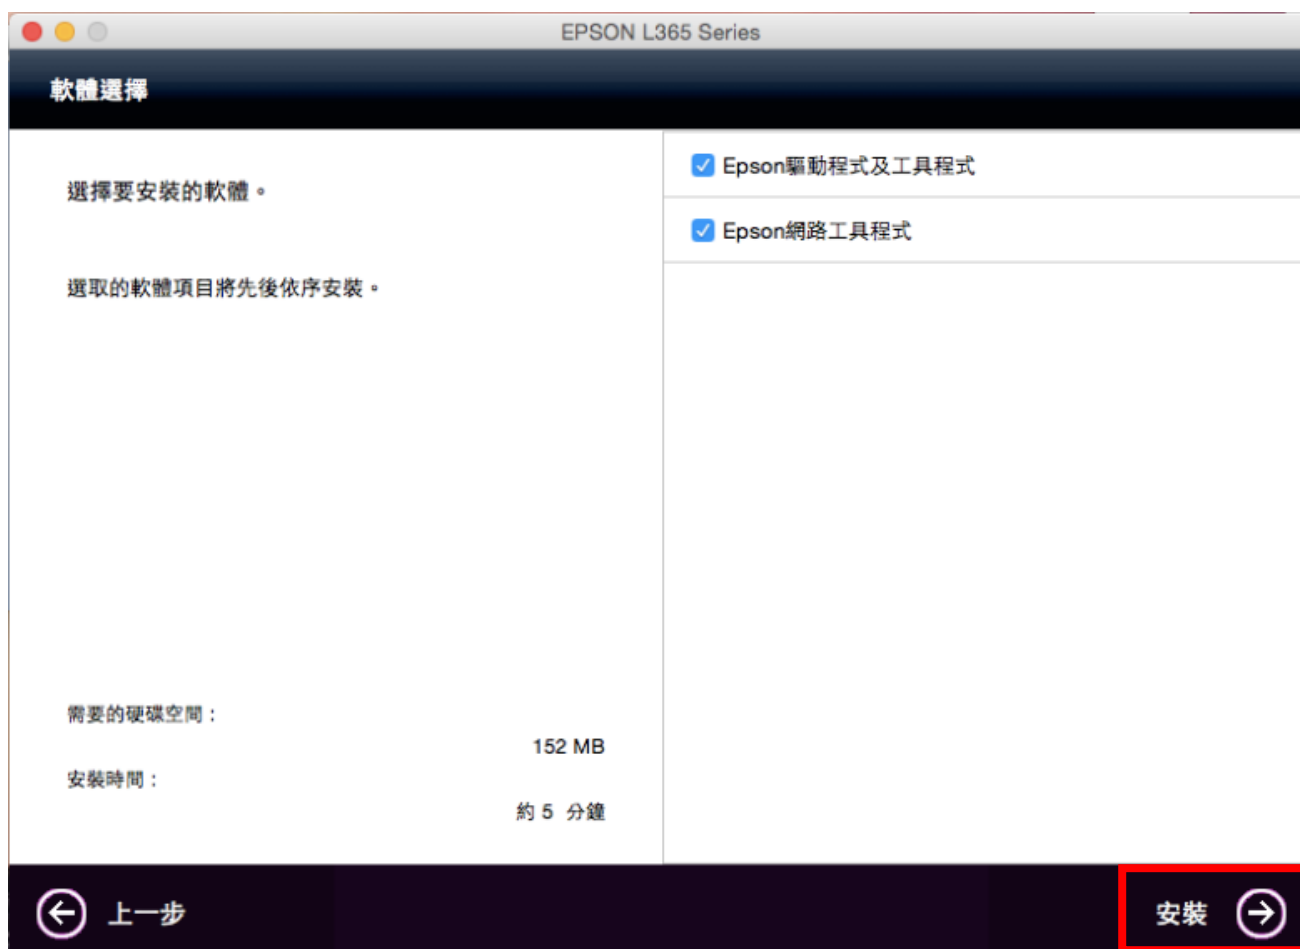 EPSON L365 Series
軟體選擇
選擇要安裝的軟體。
選取的軟體項目將先後依序安裝。
Epson驅動程式及工具程式
Epson網路工具程式
需要的硬碟空間：
152 MB
安裝時間：
約 5 分鐘
上一步
安裝